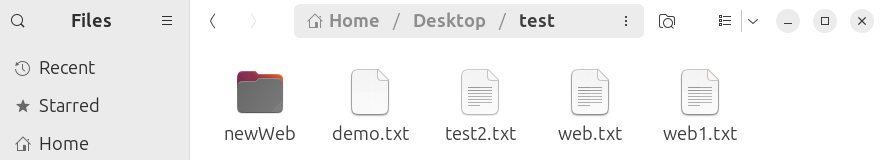 Files
Home / Desktop / test
Recent
Starred
Home
newWeb
demo.txt
test2.txt
web.txt
web1.txt